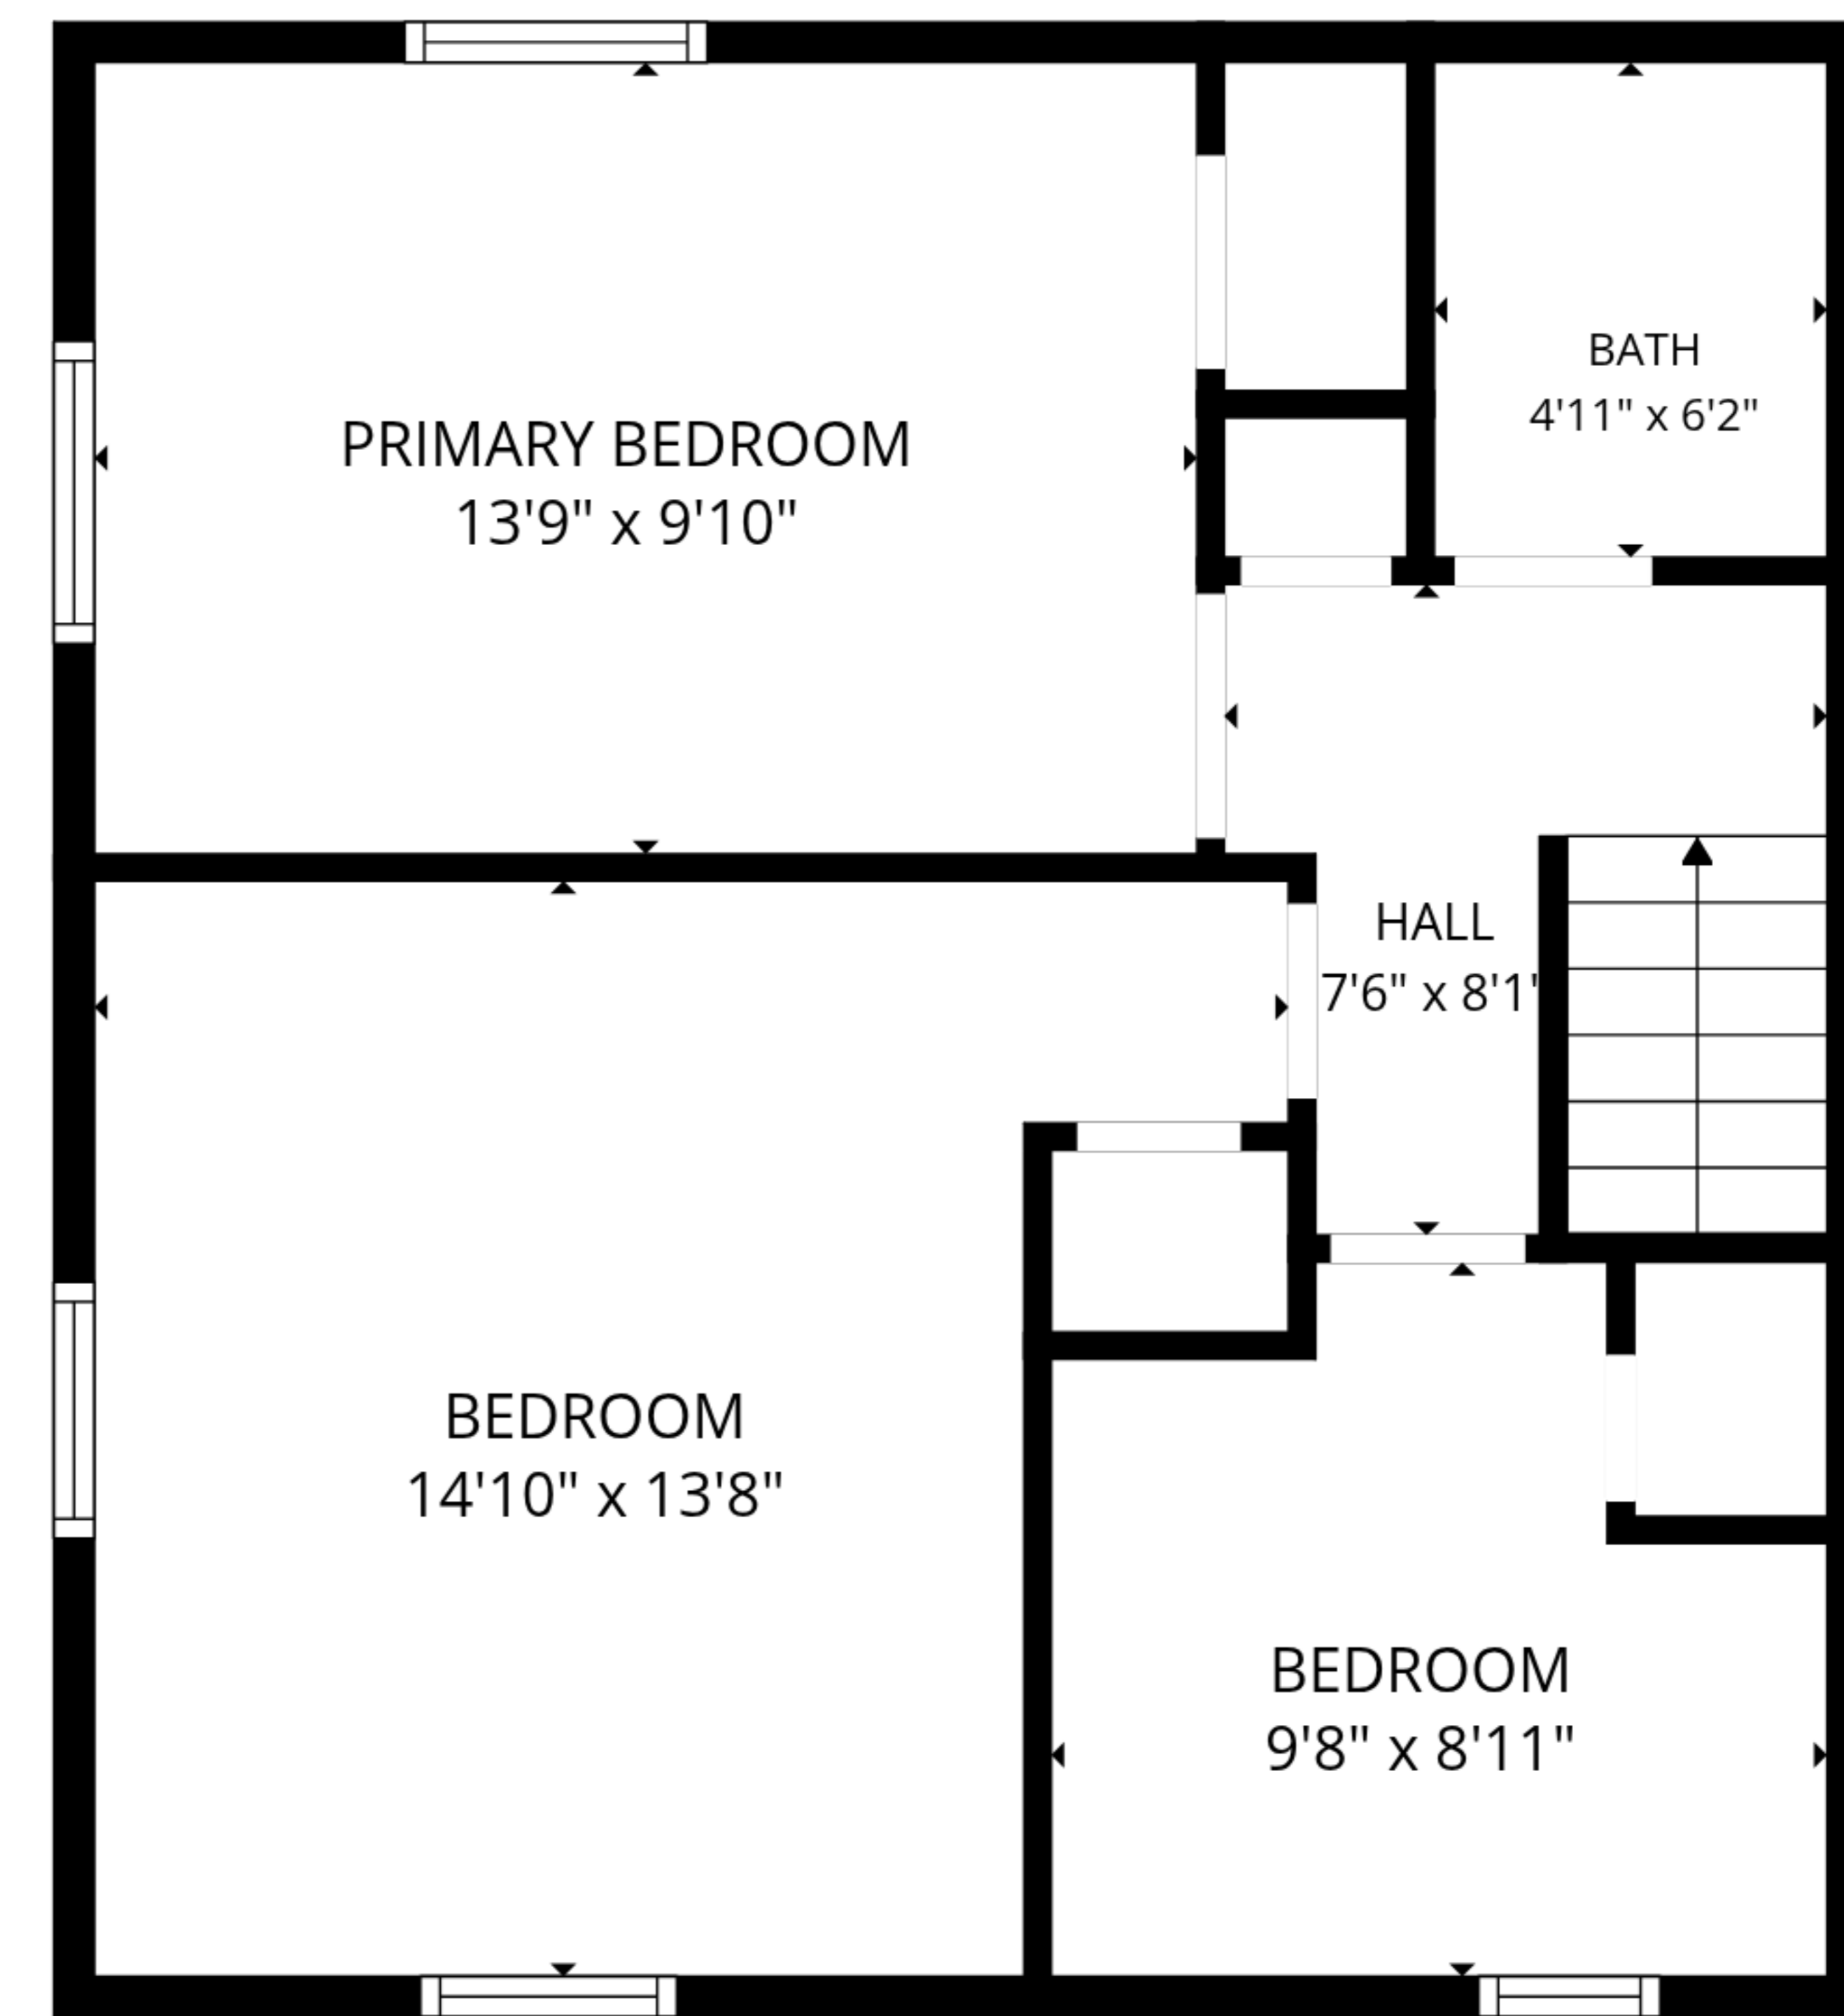 BATH
4'11" x 6'2"
PRIMARY BEDROOM
13'9" x 9'10"
HALL
7'6" x 8'1"
BEDROOM
14'10" x 13'8"
BEDROOM
9'8" x 8'11"